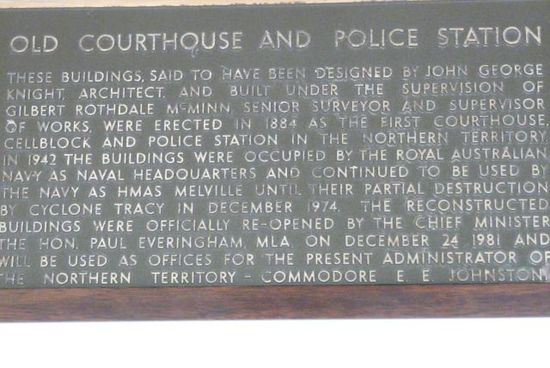 OLD COURTHOUSE AND POLICE STATION
THESE BUILDINGS, SAID TO HAVE BEEN DESIGNED BY JOHN GEORGE
KNIGHT, ARCHITECT, AND BUILT UNDER THE SUPERVISION OF
GILBERT ROTHDALE McMINN, SENIOR SURVEYOR AND SUPERVISOR
OF WORKS, WERE ERECTED IN 1884 AS THE FIRST COURTHOUSE,
CELLBLOCK AND POLICE STATION IN THE NORTHERN TERRITORY.
IN 1942 THE BUILDINGS WERE OCCUPIED BY THE ROYAL AUSTRALIAN
NAVY AS NAVAL HEADQUARTERS AND CONTINUED TO BE USED BY
THE NAVY AS HMAS MELVILLE UNTIL THEIR PARTIAL DESTRUCTION
BY CYCLONE TRACY IN DECEMBER 1974. THE RECONSTRUCTED
BUILDINGS WERE OFFICIALLY RE-OPENED BY THE CHIEF MINISTER
THE HON. PAUL EVERINGHAM, MLA ON DECEMBER 24 1981 AND
WILL BE USED AS OFFICES FOR THE PRESENT ADMINISTRATOR OF
THE NORTHERN TERRITORY - COMMODORE E. E. JOHNSTON.